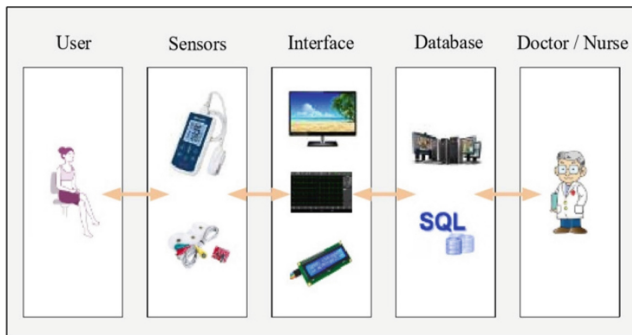 User
Sensors
Interface
Database
Doctor / Nurse
SQL